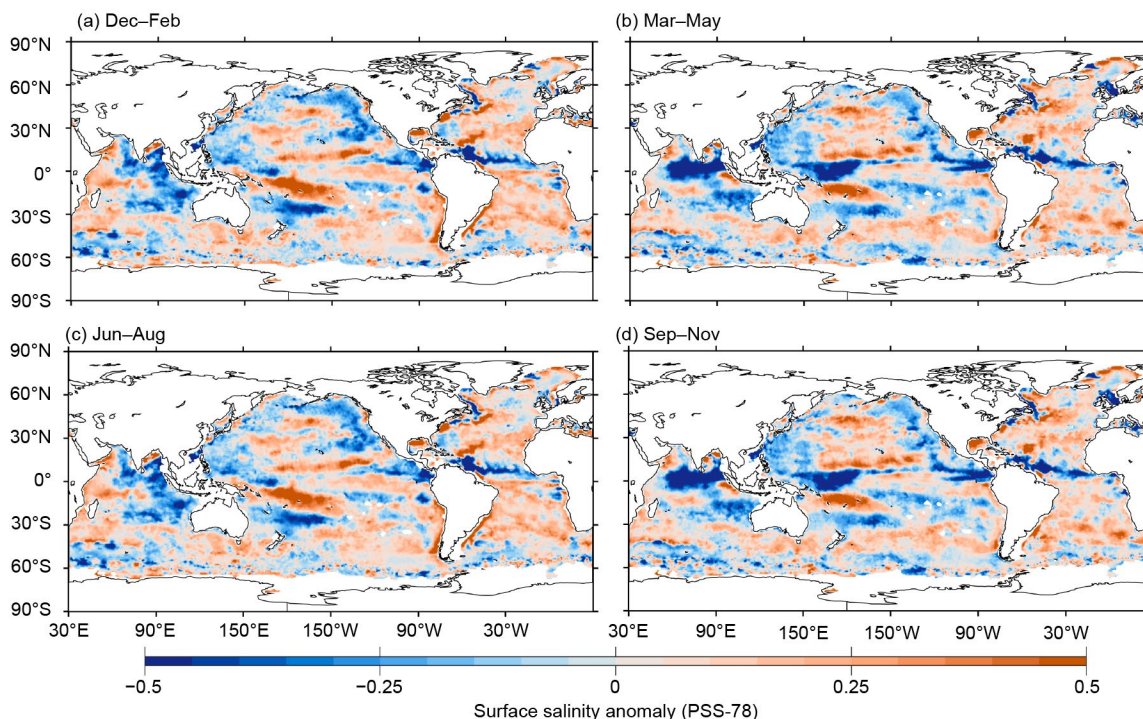 (a) Dec–Feb
(b) Mar–May
90°N
60°N
30°N
0°
30°S
60°S
90°S
(c) Jun–Aug
(d) Sep–Nov
90°N
60°N
30°N
0°
30°S
60°S
90°S
30°E 90°E 150°E 150°W 90°W 30°W 30°E 90°E 150°E 150°W 90°W 30°W
−0.5 −0.25 0 0.25 0.5
Surface salinity anomaly (PSS-78)